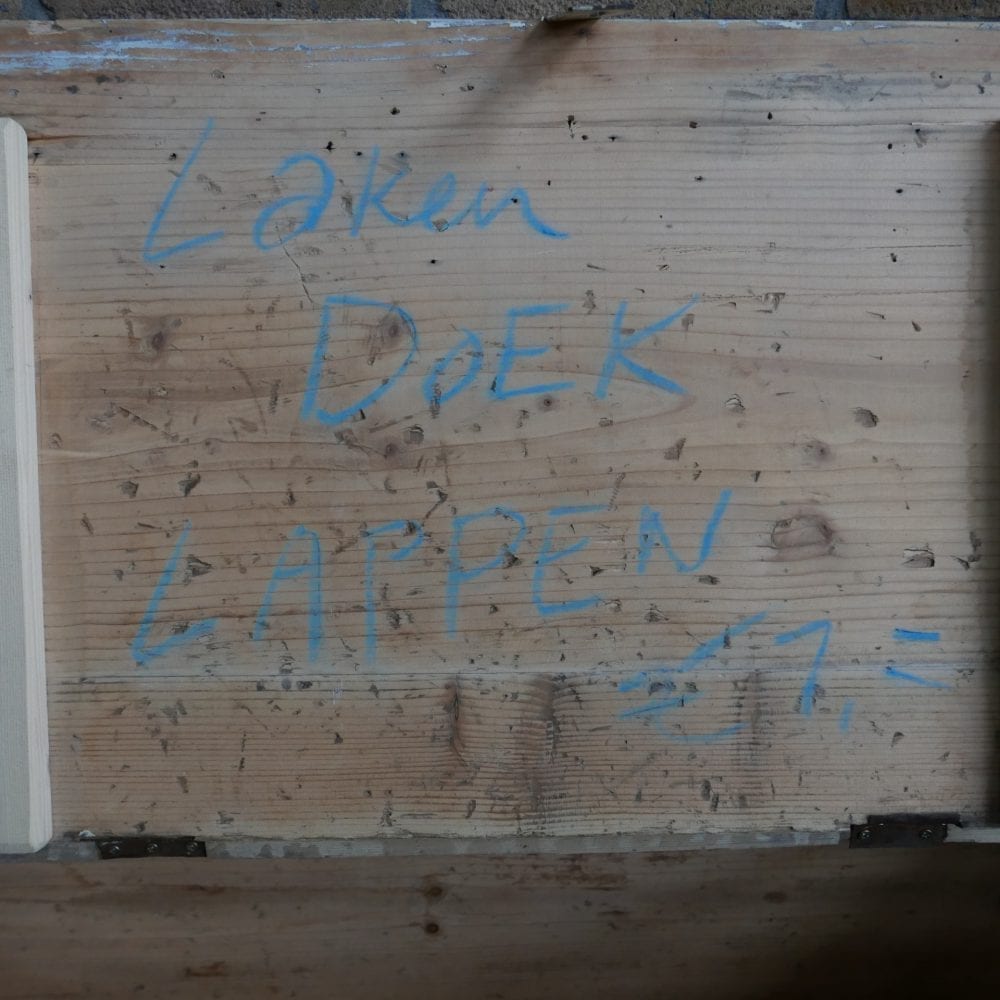 Laken
DOEK
LAPPEN
€1,=